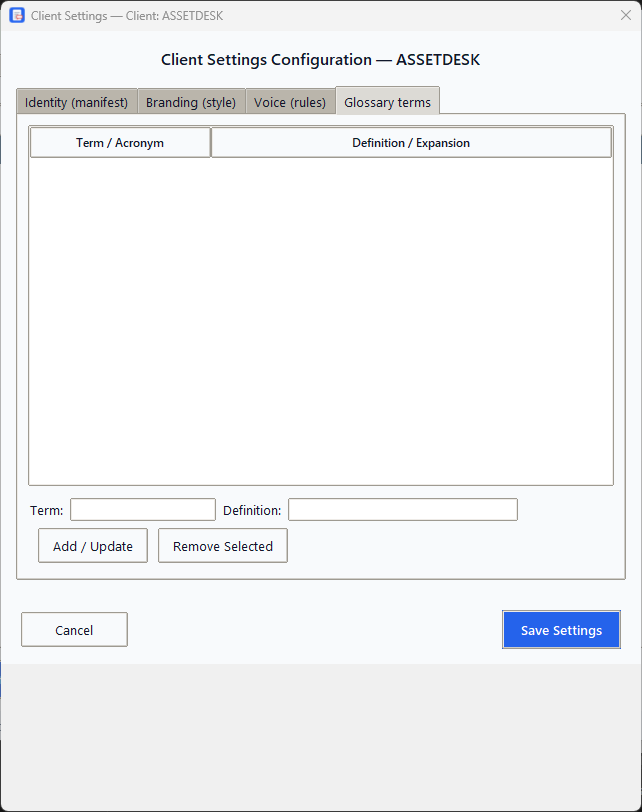 Client Settings — Client: ASSETDESK
Client Settings Configuration — ASSETDESK
Identity (manifest) Branding (style) Voice (rules) Glossary terms
Term / Acronym Definition / Expansion
Term: Definition:
Add / Update Remove Selected
Cancel Save Settings